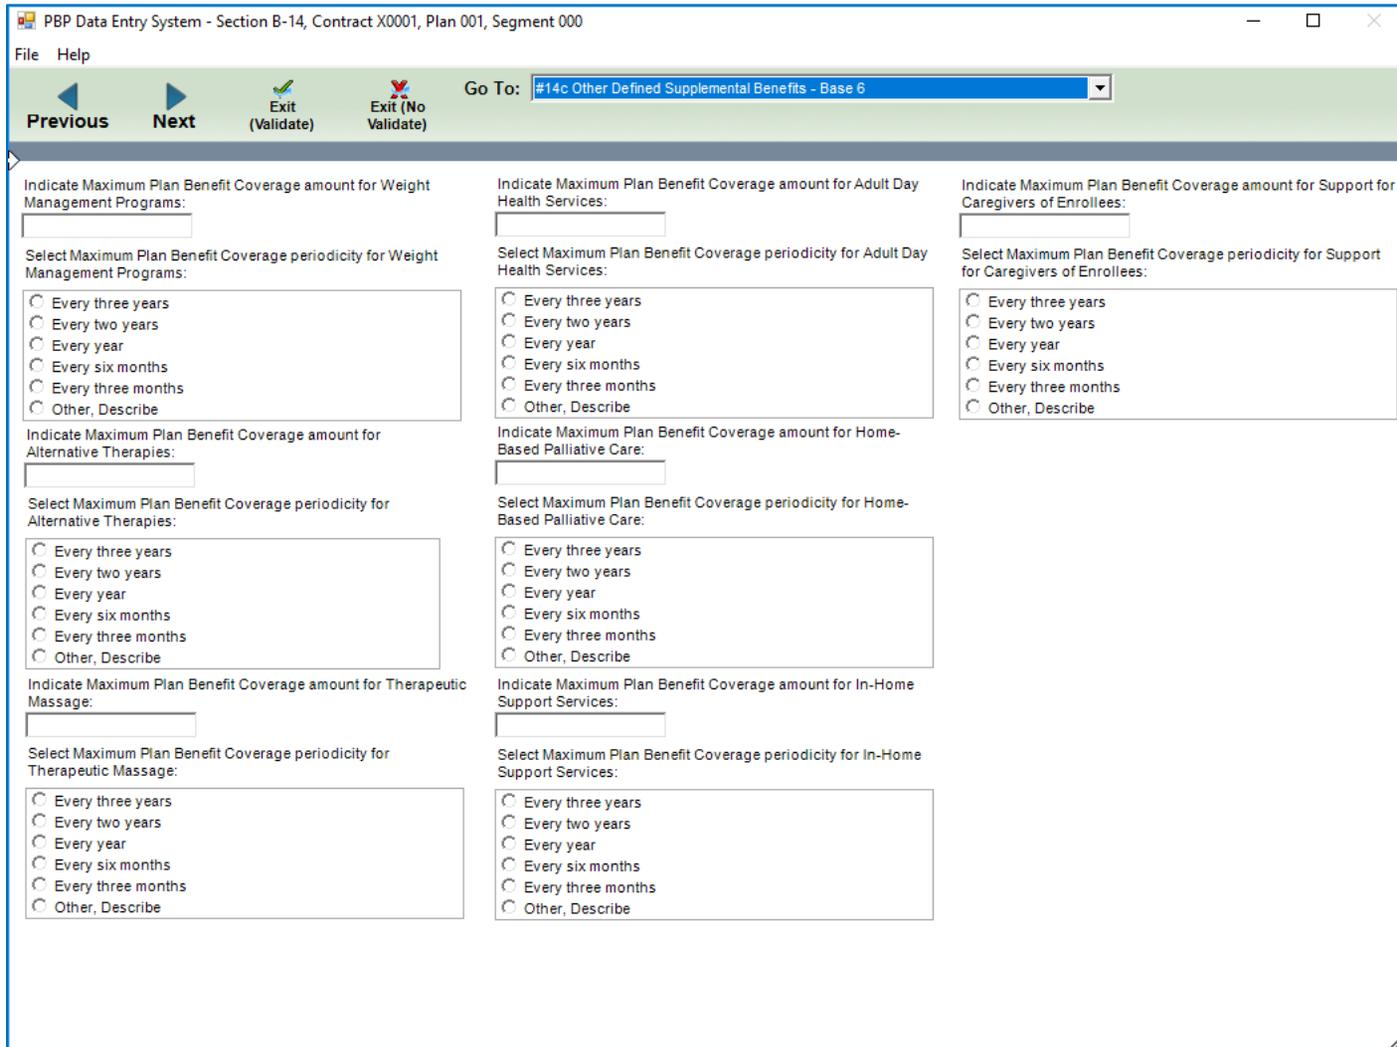 PBP Data Entry System - Section B-14, Contract X0001, Plan 001, Segment 000
File Help
Previous
Next
Exit
(Validate)
Exit (No
Validate)
Go To: #14c Other Defined Supplemental Benefits - Base 6
Indicate Maximum Plan Benefit Coverage amount for Weight
Management Programs:
Select Maximum Plan Benefit Coverage periodicity for Weight
Management Programs:
Every three years
Every two years
Every year
Every six months
Every three months
Other, Describe
Indicate Maximum Plan Benefit Coverage amount for
Alternative Therapies:
Select Maximum Plan Benefit Coverage periodicity for
Alternative Therapies:
Every three years
Every two years
Every year
Every six months
Every three months
Other, Describe
Indicate Maximum Plan Benefit Coverage amount for Therapeutic
Massage:
Select Maximum Plan Benefit Coverage periodicity for
Therapeutic Massage:
Every three years
Every two years
Every year
Every six months
Every three months
Other, Describe
Indicate Maximum Plan Benefit Coverage amount for Adult Day
Health Services:
Select Maximum Plan Benefit Coverage periodicity for Adult Day
Health Services:
Every three years
Every two years
Every year
Every six months
Every three months
Other, Describe
Indicate Maximum Plan Benefit Coverage amount for Home-
Based Palliative Care:
Select Maximum Plan Benefit Coverage periodicity for Home-
Based Palliative Care:
Every three years
Every two years
Every year
Every six months
Every three months
Other, Describe
Indicate Maximum Plan Benefit Coverage amount for In-Home
Support Services:
Select Maximum Plan Benefit Coverage periodicity for In-Home
Support Services:
Every three years
Every two years
Every year
Every six months
Every three months
Other, Describe
Indicate Maximum Plan Benefit Coverage amount for Support for
Caregivers of Enrollees:
Select Maximum Plan Benefit Coverage periodicity for Support
for Caregivers of Enrollees:
Every three years
Every two years
Every year
Every six months
Every three months
Other, Describe